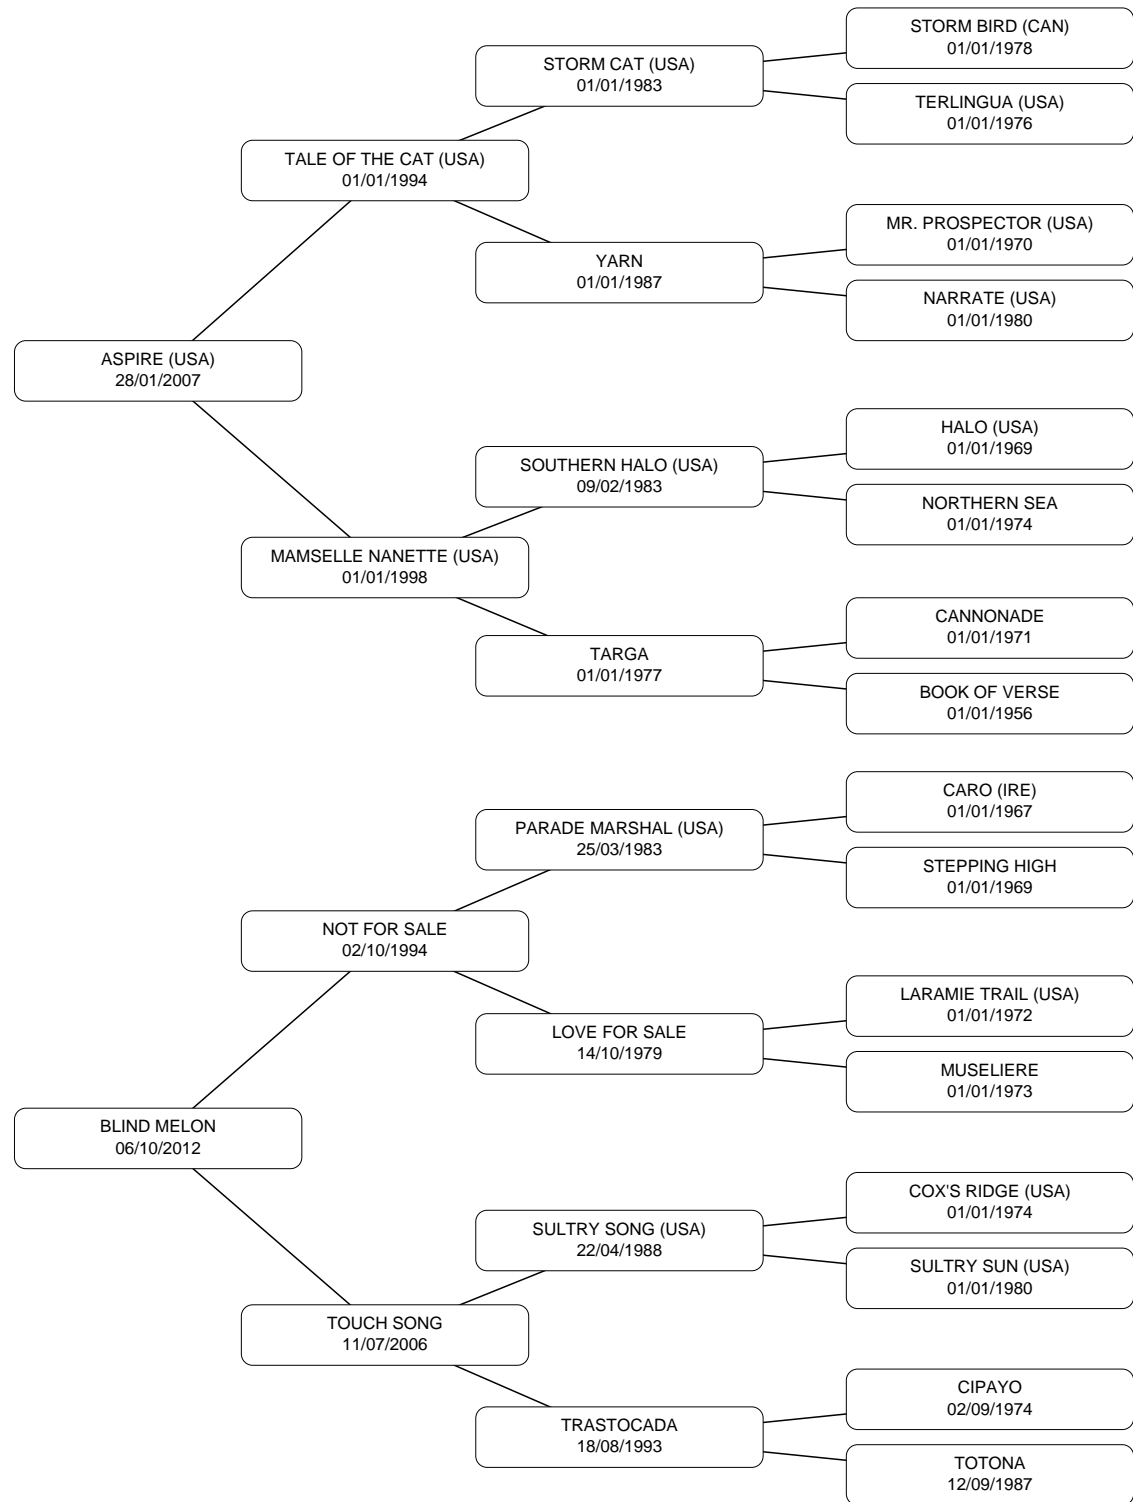 STORM BIRD (CAN)
01/01/1978
STORM CAT (USA)
01/01/1983
TERLINGUA (USA)
01/01/1976
TALE OF THE CAT (USA)
01/01/1994
MR. PROSPECTOR (USA)
01/01/1970
YARN
01/01/1987
NARRATE (USA)
01/01/1980
ASPIRE (USA)
28/01/2007
HALO (USA)
01/01/1969
SOUTHERN HALO (USA)
09/02/1983
NORTHERN SEA
01/01/1974
MAMSELLE NANETTE (USA)
01/01/1998
CANNONADE
01/01/1971
TARGA
01/01/1977
BOOK OF VERSE
01/01/1956
CARO (IRE)
01/01/1967
PARADE MARSHAL (USA)
25/03/1983
STEPPING HIGH
01/01/1969
NOT FOR SALE
02/10/1994
LARAMIE TRAIL (USA)
01/01/1972
LOVE FOR SALE
14/10/1979
MUSELIERE
01/01/1973
BLIND MELON
06/10/2012
COX'S RIDGE (USA)
01/01/1974
SULTRY SONG (USA)
22/04/1988
SULTRY SUN (USA)
01/01/1980
TOUCH SONG
11/07/2006
CIPAYO
02/09/1974
TRASTOCADA
18/08/1993
TOTONA
12/09/1987